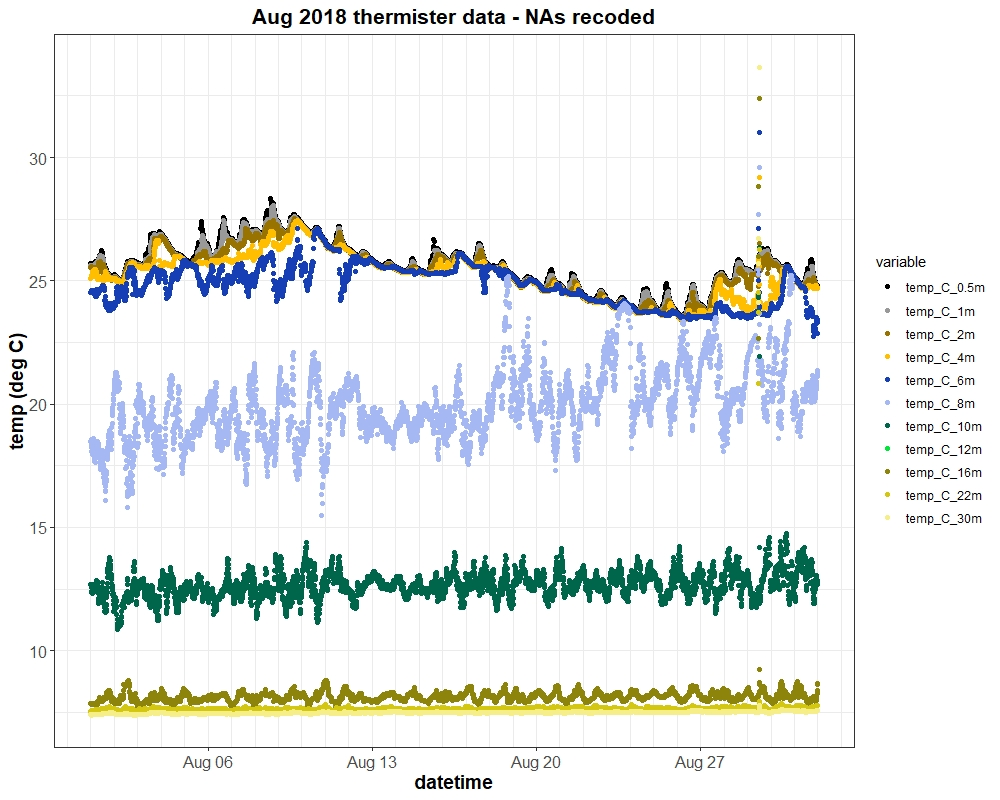 Aug 2018 thermister data - NAs recoded
temp (deg C)
30
25
20
15
10
Aug 06
Aug 13
Aug 20
Aug 27
datetime
variable
temp_C_0.5m
temp_C_1m
temp_C_2m
temp_C_4m
temp_C_6m
temp_C_8m
temp_C_10m
temp_C_12m
temp_C_16m
temp_C_22m
temp_C_30m